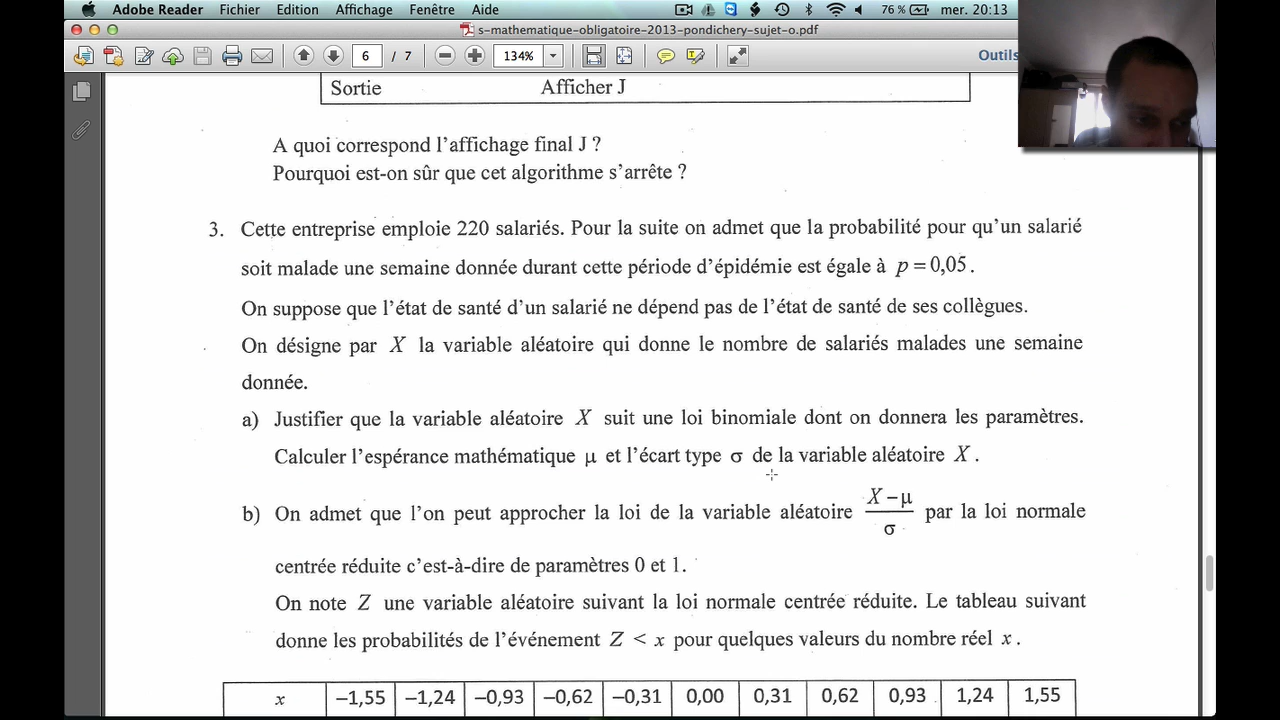 Adobe Reader Fichier Edition Affichage Fenêtre Aide 76 % mer. 20:13
s-mathematique-obligatoire-2013-pondichery-sujet-o.pdf
6 / 7 134% Outils
Sortie Afficher J
A quoi correspond l'affichage final J ?
Pourquoi est-on sûr que cet algorithme s'arrête ?
3. Cette entreprise emploie 220 salariés. Pour la suite on admet que la probabilité pour qu'un salarié
soit malade une semaine donnée durant cette période d'épidémie est égale à p = 0,05.
On suppose que l'état de santé d'un salarié ne dépend pas de l'état de santé de ses collègues.
On désigne par X la variable aléatoire qui donne le nombre de salariés malades une semaine
donnée.
a) Justifier que la variable aléatoire X suit une loi binomiale dont on donnera les paramètres.
Calculer l'espérance mathématique μ et l'écart type σ de la variable aléatoire X.
b) On admet que l'on peut approcher la loi de la variable aléatoire (X−μ)/σ par la loi normale
centrée réduite c'est-à-dire de paramètres 0 et 1.
On note Z une variable aléatoire suivant la loi normale centrée réduite. Le tableau suivant
donne les probabilités de l'événement Z < x pour quelques valeurs du nombre réel x.
x −1,55 −1,24 −0,93 −0,62 −0,31 0,00 0,31 0,62 0,93 1,24 1,55